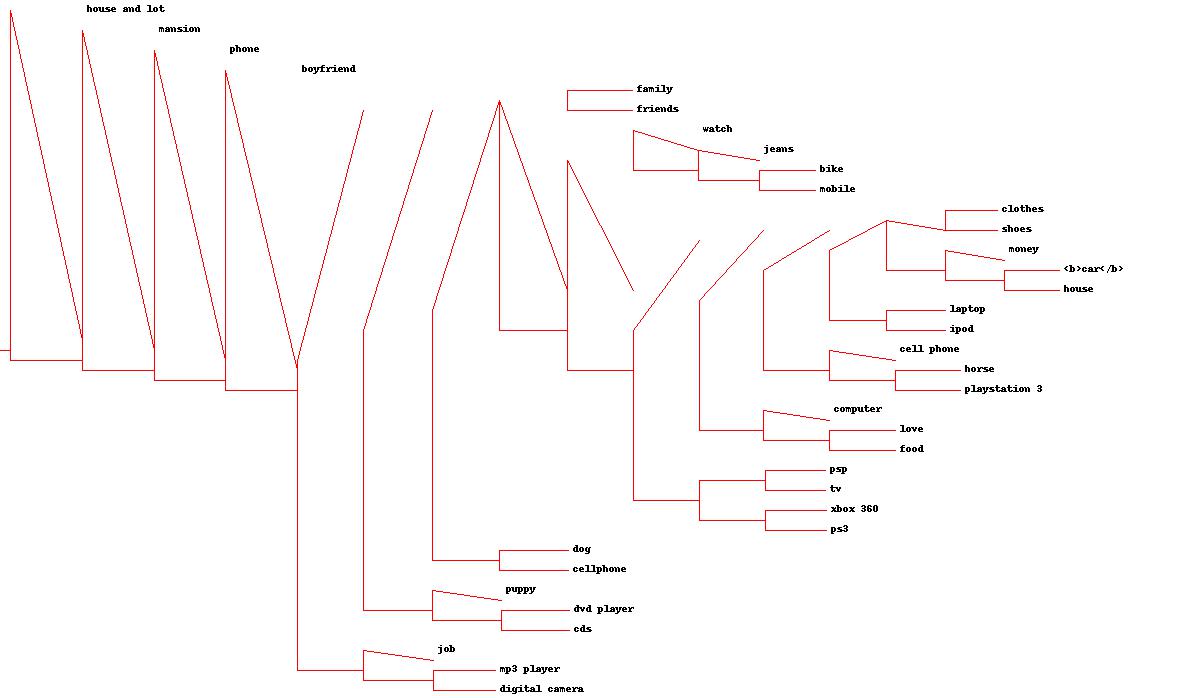 house and lot
mansion
phone
boyfriend
family
friends
watch
jeans
bike
mobile
clothes
shoes
money
<b>car</b>
house
laptop
ipod
cell phone
horse
playstation 3
computer
love
food
psp
tv
xbox 360
ps3
dog
cellphone
puppy
dvd player
cds
job
mp3 player
digital camera